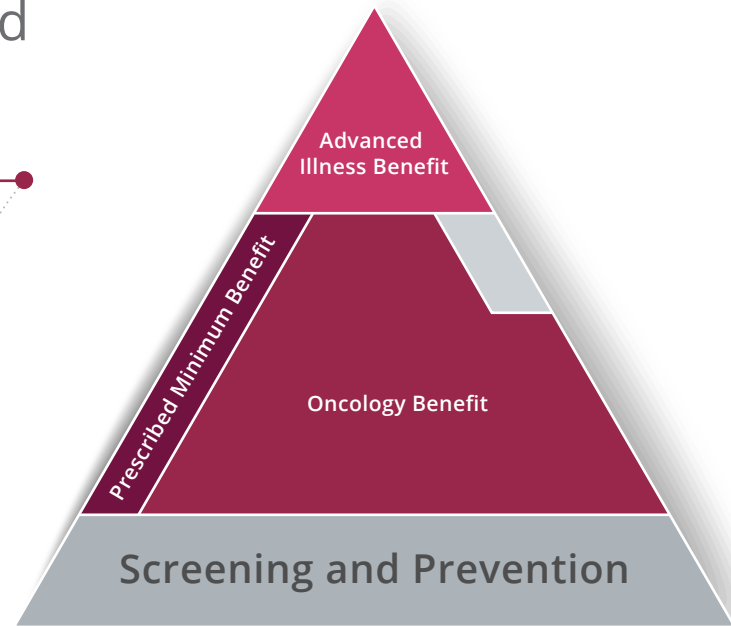 d
Advanced
Illness Benefit
Prescribed Minimum Benefit
Oncology Benefit
Screening and Prevention